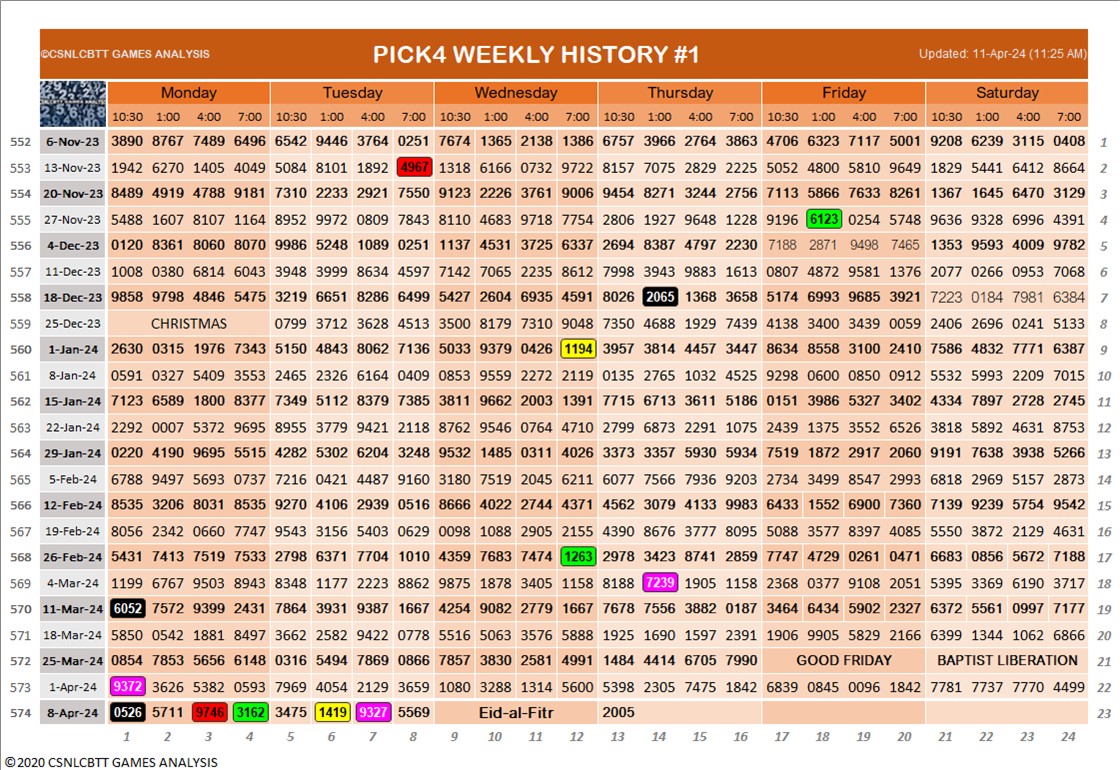 ©CSNLCBTT GAMES ANALYSIS PICK4 WEEKLY HISTORY #1 Updated: 11-Apr-24 (11:25 AM)
Monday Tuesday Wednesday Thursday Friday Saturday
10:30 1:00 4:00 7:00 10:30 1:00 4:00 8:00 10:30 1:00 4:00 7:00 10:30 1:00 4:00 7:00 10:30 1:00 4:00 7:00 10:30 1:00 4:00 7:00
552 6-Nov-23 3890 8767 7489 6496 6542 9446 3764 0251 7674 1365 2138 1386 6757 3966 2764 3863 4706 6323 7117 5001 9208 6239 3115 0408 1
553 13-Nov-23 1942 6270 1405 4049 5084 8101 1892 4967 1318 6166 0732 9722 8157 7075 2829 2225 5052 4800 5810 9649 1829 5441 6412 8664 2
554 20-Nov-23 8489 4919 4788 9181 7310 2233 2921 7550 9123 2226 3761 9006 9454 8271 3244 2756 7113 5866 7633 8261 1367 1645 6470 3129 3
555 27-Nov-23 5488 1607 8107 1164 8952 9972 0809 7843 8110 4683 9718 7754 2806 1927 9648 1228 9196 6123 0254 5748 9636 9328 6996 4391 4
556 4-Dec-23 0120 8361 8060 8070 9986 5248 1089 0251 1137 4531 3725 6337 2694 8387 4797 2230 7188 2871 9498 7465 1353 9593 4009 9782 5
557 11-Dec-23 1008 0380 6814 6043 3948 3999 8634 4597 7142 7065 2235 8612 7998 3943 9883 1613 0807 4872 9581 1376 2077 0266 0953 7068 6
558 18-Dec-23 9858 9798 4846 5475 3219 6651 8286 6499 5427 2604 6935 4591 8026 2065 1368 3658 5174 6993 9685 3921 7223 0184 7981 6384 7
559 25-Dec-23 CHRISTMAS 0799 3712 3628 4513 3500 8179 7310 9048 7350 4688 1929 7439 4138 3400 3439 0059 2406 2696 0241 5133 8
560 1-Jan-24 2630 0315 1976 7343 5150 4843 8062 7136 5033 9379 0426 1194 3957 3814 4457 3447 8634 8558 3100 2410 7586 4832 7771 6387 9
561 8-Jan-24 0591 0327 5409 3553 2465 2326 6164 0409 0853 9559 2272 2119 0135 2765 1032 4525 9298 0600 0850 0912 5532 5993 2209 7015 10
562 15-Jan-24 7123 6589 1800 8377 7349 5112 8379 7385 3811 9662 2003 1391 7715 6713 3611 5186 0151 3986 5327 3402 4334 7897 2728 2745 11
563 22-Jan-24 2292 0007 5372 9695 8955 3779 9421 2118 8762 9546 0764 4710 2799 6873 2291 1075 2439 1375 3552 6526 3818 5892 4631 8753 12
564 29-Jan-24 0220 4190 9695 5515 4282 5302 6204 3248 9532 1485 0311 4026 3373 3357 5930 5934 7519 1872 2917 2060 9191 7638 3938 5266 13
565 5-Feb-24 6788 9497 5693 0737 7216 0421 4487 9160 3180 7519 2045 6211 6077 7566 7936 9203 2734 3499 8547 2993 6818 2969 5157 2873 14
566 12-Feb-24 8535 3206 8031 8535 9270 4106 2939 0516 8666 4022 2744 4371 4562 3079 4133 9983 6433 1552 6900 7360 7139 9239 5754 9542 15
567 19-Feb-24 8056 2342 0660 7747 9543 3156 5403 0629 0098 1088 2905 2155 4390 8676 3777 8095 5088 3577 8397 4085 5550 3872 2129 4631 16
568 26-Feb-24 5431 7413 7519 7533 2798 6371 7704 1010 4359 7683 7474 1263 2978 3423 8741 2859 7747 4729 0261 0471 6683 0856 5672 7188 17
569 4-Mar-24 1199 6767 9503 8943 8348 1177 2223 8862 9875 1878 3405 1158 8188 7239 1905 1158 2368 0377 9108 2051 5395 3369 6190 3717 18
570 11-Mar-24 6052 7572 9399 2431 7864 3931 9387 1667 4254 9082 2779 1667 7678 7556 3882 0187 3464 6434 5902 2327 6372 5561 0997 7177 19
571 18-Mar-24 5850 0542 1881 8497 3662 2582 9422 0778 5516 5063 3576 5888 1925 1690 1597 2391 1906 9905 5829 2166 6399 1344 1062 6866 20
572 25-Mar-24 0854 7853 5656 6148 0316 5494 7869 0866 7857 3830 2581 4991 1484 4414 6705 7990 GOOD FRIDAY BAPTIST LIBERATION 21
573 1-Apr-24 9372 3626 5382 0593 7969 4054 2129 3659 1080 3288 1314 5600 5398 2305 7475 1842 6839 0845 0096 1842 7781 7737 7770 4499 22
574 8-Apr-24 0526 5711 9746 3162 3475 1419 9327 5569 Eid-al-Fitr 2005 23
1 2 3 4 5 6 7 8 9 10 11 12 13 14 15 16 17 18 19 20 21 22 23 24
©2020 CSNLCBTT GAMES ANALYSIS